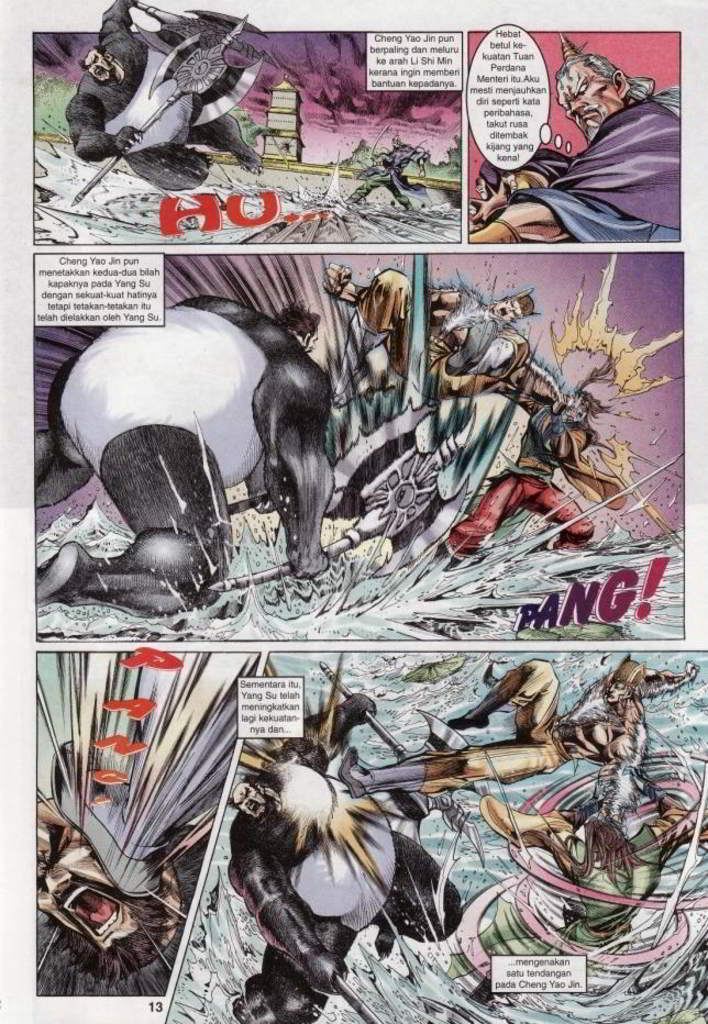 Cheng Yao Jin pun
berpaling dan meluru
ke arah Li Shi Min
kerana ingin memberi
bantuan kepadanya.
Hebat
betul ke-
kuatan Tuan
Perdana
Menteri itu.Aku
mesti menjauhkan
diri seperti kata
peribahasa,
takut rusa
ditembak
kijang yang
kena!
HU...
Cheng Yao Jin pun
menetakkan kedua-dua bilah
kapaknya pada Yang Su
dengan sekuat-kuat hatinya
tetapi tetakan-tetakan itu
telah dielakkan oleh Yang Su.
PANG!
PANG!
Sementara itu,
Yang Su telah
meningkatkan
lagi kekuatan-
nya dan...
...mengenakan
satu tendangan
pada Cheng Yao Jin.
13